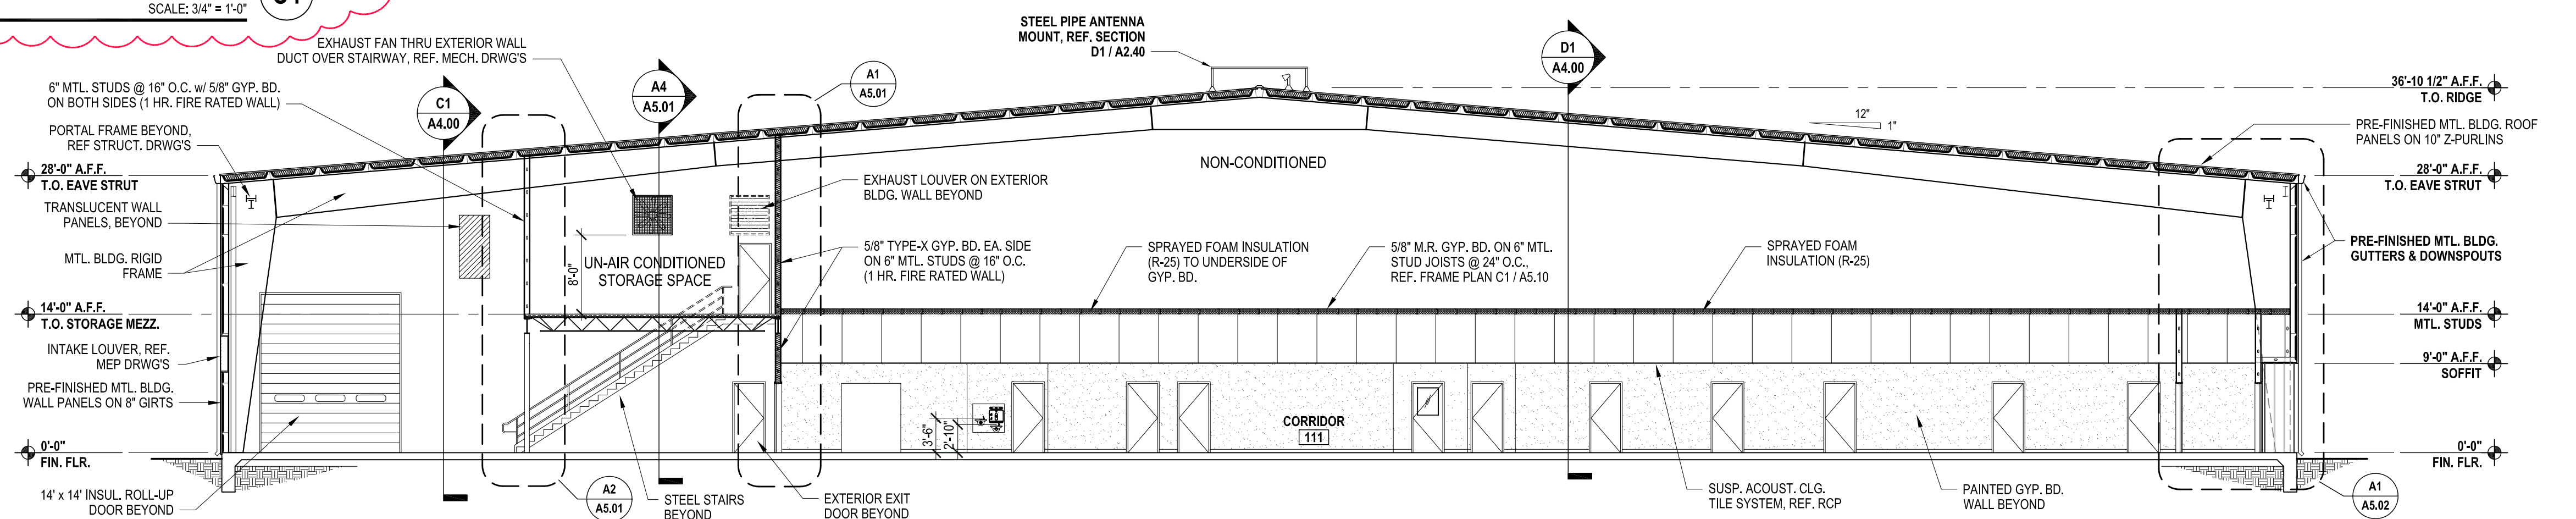 SCALE: 3/4" = 1'-0"
EXHAUST FAN THRU EXTERIOR WALL
DUCT OVER STAIRWAY, REF. MECH. DRWG'S
6" MTL. STUDS @ 16" O.C. w/ 5/8" GYP. BD.
ON BOTH SIDES (1 HR. FIRE RATED WALL)
PORTAL FRAME BEYOND,
REF STRUCT. DRWG'S
28'-0" A.F.F.
T.O. EAVE STRUT
TRANSLUCENT WALL
PANELS, BEYOND
MTL. BLDG. RIGID
FRAME
14'-0" A.F.F.
T.O. STORAGE MEZZ.
INTAKE LOUVER, REF.
MEP DRWG'S
PRE-FINISHED MTL. BLDG.
WALL PANELS ON 8" GIRTS
0'-0"
FIN. FLR.
14' x 14' INSUL. ROLL-UP
DOOR BEYOND
C1
A4.00
A4
A5.01
A1
A5.01
STEEL PIPE ANTENNA
MOUNT, REF. SECTION
D1 / A2.40
D1
A4.00
NON-CONDITIONED
EXHAUST LOUVER ON EXTERIOR
BLDG. WALL BEYOND
8'-0"
UN-AIR CONDITIONED
STORAGE SPACE
5/8" TYPE-X GYP. BD. EA. SIDE
ON 6" MTL. STUDS @ 16" O.C.
(1 HR. FIRE RATED WALL)
SPRAYED FOAM INSULATION
(R-25) TO UNDERSIDE OF
GYP. BD.
5/8" M.R. GYP. BD. ON 6" MTL.
STUD JOISTS @ 24" O.C.,
REF. FRAME PLAN C1 / A5.10
SPRAYED FOAM
INSULATION (R-25)
12"
1"
36'-10 1/2" A.F.F.
T.O. RIDGE
PRE-FINISHED MTL. BLDG. ROOF
PANELS ON 10" Z-PURLINS
28'-0" A.F.F.
T.O. EAVE STRUT
PRE-FINISHED MTL. BLDG.
GUTTERS & DOWNSPOUTS
14'-0" A.F.F.
MTL. STUDS
9'-0" A.F.F.
SOFFIT
0'-0"
FIN. FLR.
3'-6"
2'-10"
CORRIDOR
111
A2
A5.01
STEEL STAIRS
BEYOND
EXTERIOR EXIT
DOOR BEYOND
SUSP. ACOUST. CLG.
TILE SYSTEM, REF. RCP
PAINTED GYP. BD.
WALL BEYOND
A1
A5.02